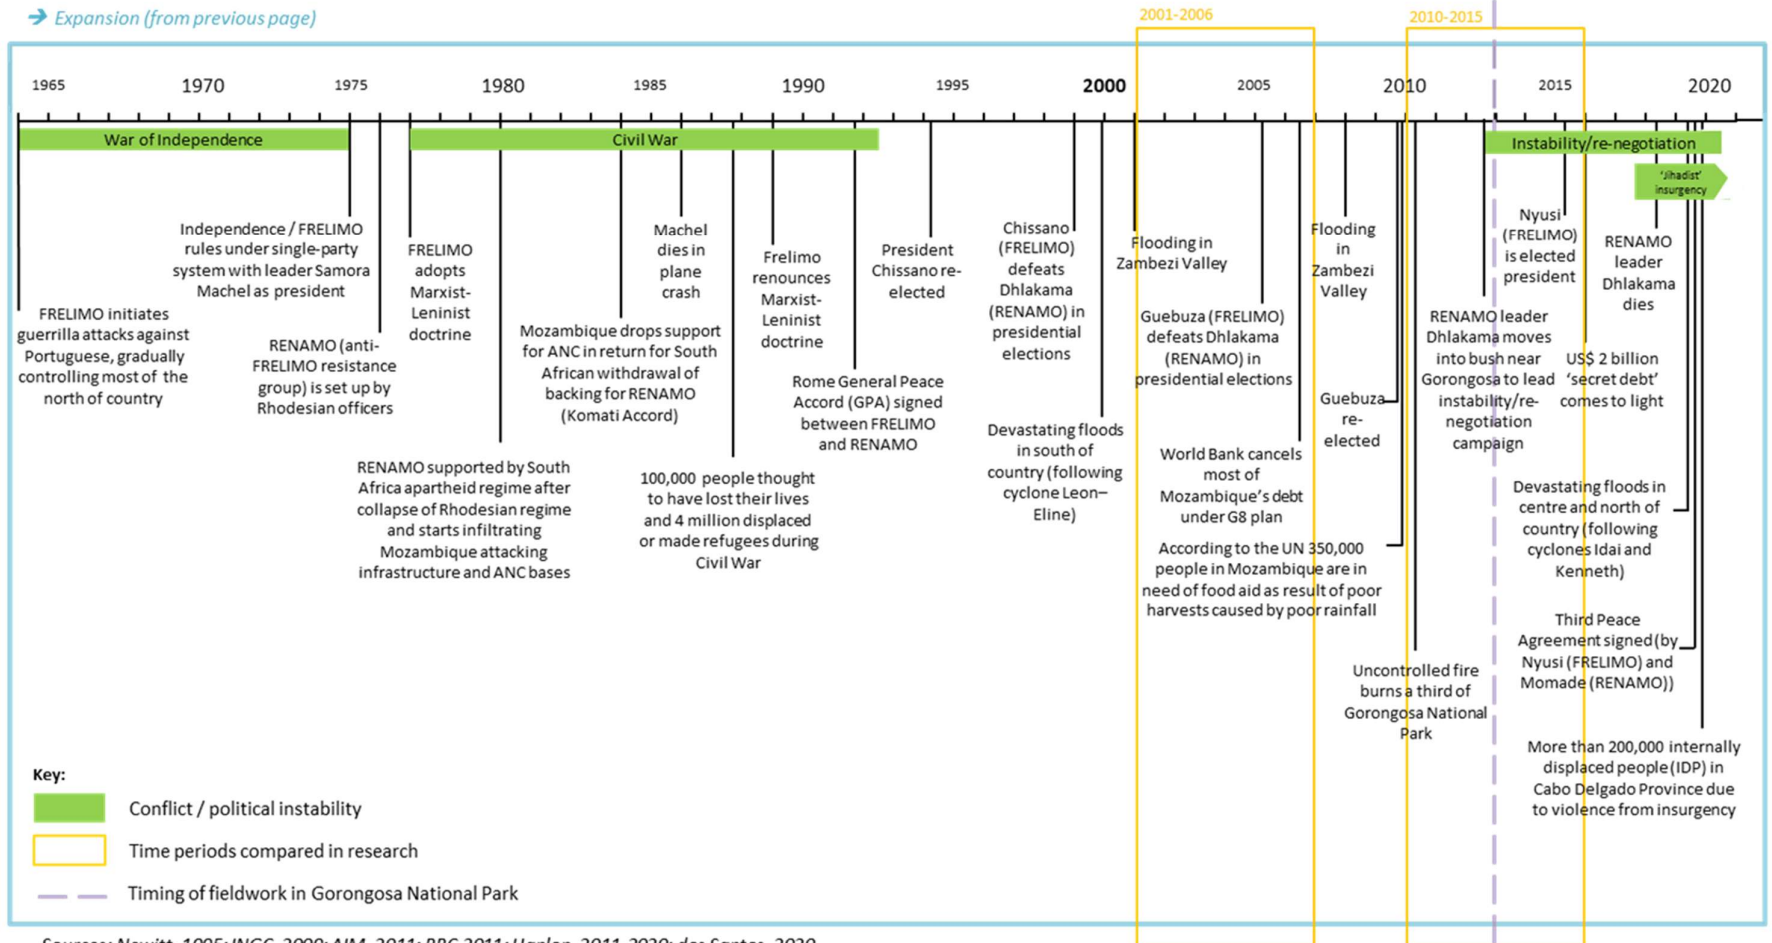 → Expansion (from previous page)
2001-2006
2010-2015
1965 1970 1975 1980 1985 1990 1995 2000 2005 2010 2015 2020
War of Independence
Civil War
Instability/re-negotiation
'Jihadist'
insurgency
FRELIMO initiates
guerrilla attacks against
Portuguese, gradually
controlling most of the
north of country
Independence / FRELIMO
rules under single-party
system with leader Samora
Machel as president
RENAMO (anti-
FRELIMO resistance
group) is set up by
Rhodesian officers
FRELIMO
adopts
Marxist-
Leninist
doctrine
RENAMO supported by South
Africa apartheid regime after
collapse of Rhodesian regime
and starts infiltrating
Mozambique attacking
infrastructure and ANC bases
Mozambique drops support
for ANC in return for South
African withdrawal of
backing for RENAMO
(Komati Accord)
Machel
dies in
plane
crash
100,000 people thought
to have lost their lives
and 4 million displaced
or made refugees during
Civil War
Frelimo
renounces
Marxist-
Leninist
doctrine
Rome General Peace
Accord (GPA) signed
between FRELIMO
and RENAMO
President
Chissano re-
elected
Chissano
(FRELIMO)
defeats
Dhlakama
(RENAMO) in
presidential
elections
Devastating floods
in south of
country (following
cyclone Leon–
Eline)
Flooding in
Zambezi Valley
Guebuza (FRELIMO)
defeats Dhlakama
(RENAMO) in
presidential elections
World Bank cancels
most of
Mozambique's debt
under G8 plan
Flooding
in
Zambezi
Valley
Guebuza
re-
elected
According to the UN 350,000
people in Mozambique are in
need of food aid as result of poor
harvests caused by poor rainfall
Uncontrolled fire
burns a third of
Gorongosa National
Park
RENAMO leader
Dhlakama moves
into bush near
Gorongosa to lead
instability/re-
negotiation
campaign
Nyusi
(FRELIMO)
is elected
president
US$ 2 billion
'secret debt'
comes to light
RENAMO
leader
Dhlakama
dies
Devastating floods in
centre and north of
country (following
cyclones Idai and
Kenneth)
Third Peace
Agreement signed (by
Nyusi (FRELIMO) and
Momade (RENAMO))
More than 200,000 internally
displaced people (IDP) in
Cabo Delgado Province due
to violence from insurgency
Key:
Conflict / political instability
Time periods compared in research
Timing of fieldwork in Gorongosa National Park